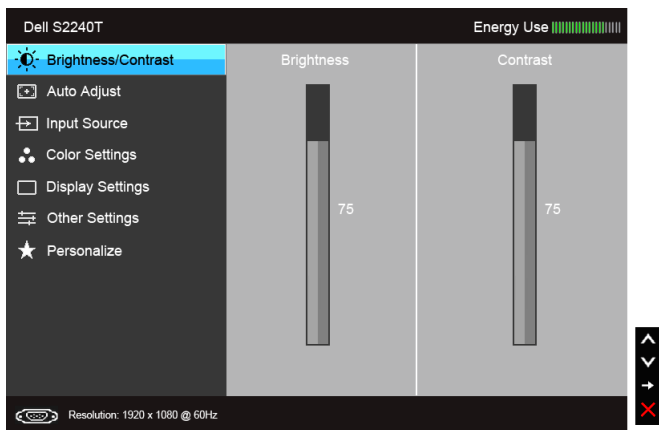 Dell S2240T
Energy Use
Brightness/Contrast
Auto Adjust
Input Source
Color Settings
Display Settings
Other Settings
Personalize
Brightness
75
Contrast
75
Resolution: 1920 x 1080 @ 60Hz